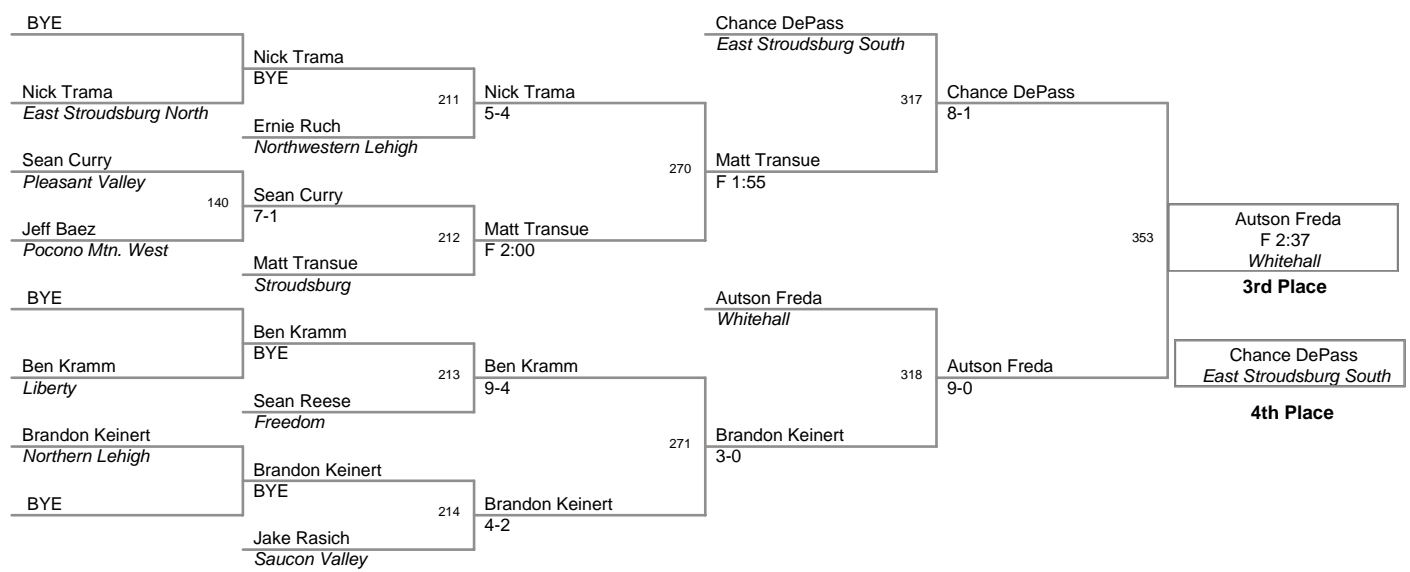 BYE
Nick Trama
East Stroudsburg North
Sean Curry
Pleasant Valley
140
Jeff Baez
Pocono Mtn. West
BYE
Ben Kramm
Liberty
Brandon Keinert
Northern Lehigh
BYE
Nick Trama
BYE
211
Ernie Ruch
Northwestern Lehigh
Sean Curry
7-1
212
Matt Transue
Stroudsburg
Ben Kramm
BYE
213
Sean Reese
Freedom
Brandon Keinert
BYE
214
Jake Rasich
Saucon Valley
Nick Trama
5-4
270
Matt Transue
F 2:00
Ben Kramm
9-4
271
Brandon Keinert
4-2
Chance DePass
East Stroudsburg South
317
Matt Transue
F 1:55
Autson Freda
Whitehall
318
Brandon Keinert
3-0
Chance DePass
8-1
353
Autson Freda
9-0
Autson Freda
F 2:37
Whitehall
3rd Place
Chance DePass
East Stroudsburg South
4th Place